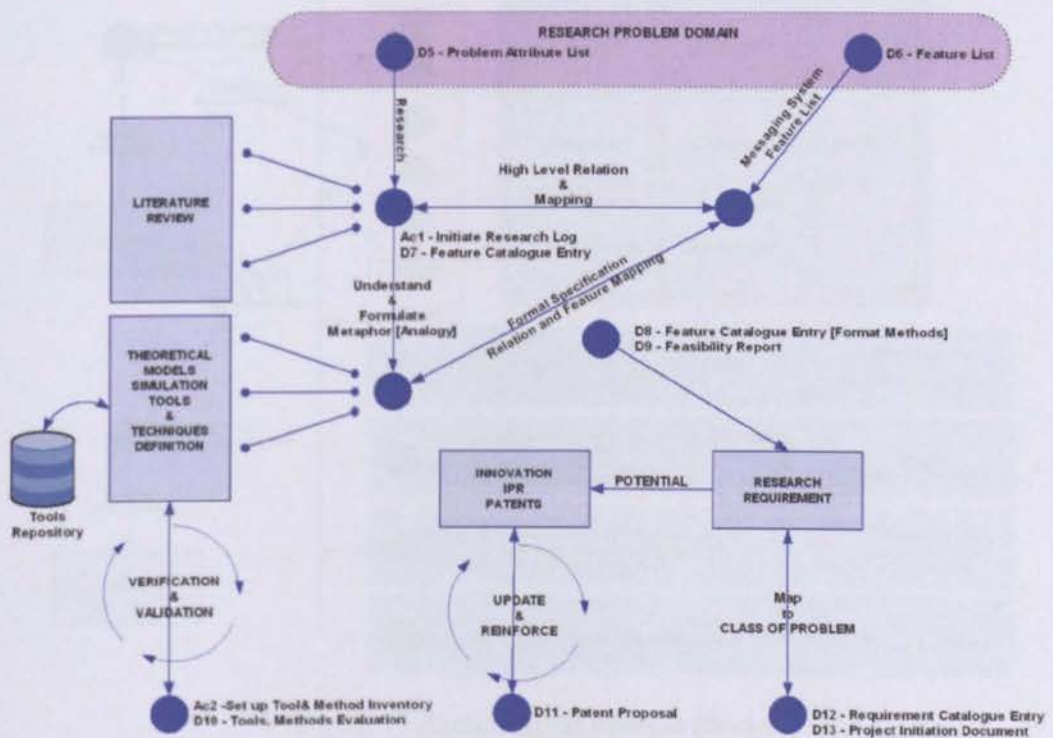 RESEARCH PROBLEM DOMAIN
D5 - Problem Attribute List
D6 - Feature List
Research
Messaging System
Feature List
LITERATURE
REVIEW
High Level Relation
&
Mapping
Ac1 - Initiate Research Log
D7 - Feature Catalogue Entry
Understand
&
Formulate
Metaphor [Analogy]
Formal Specification
Relation and Feature Mapping
D8 - Feature Catalogue Entry [Format Methods]
D9 - Feasibility Report
THEORETICAL
MODELS
SIMULATION
TOOLS
&
TECHNIQUES
DEFINITION
Tools
Repository
INNOVATION
IPR
PATENTS
POTENTIAL
RESEARCH
REQUIREMENT
VERIFICATION
&
VALIDATION
UPDATE
&
REINFORCE
Map
to
CLASS OF PROBLEM
Ac2 -Set up Tool& Method Inventory
D10 - Tools, Methods Evaluation
D11 - Patent Proposal
D12 - Requirement Catalogue Entry
D13 - Project Initiation Document